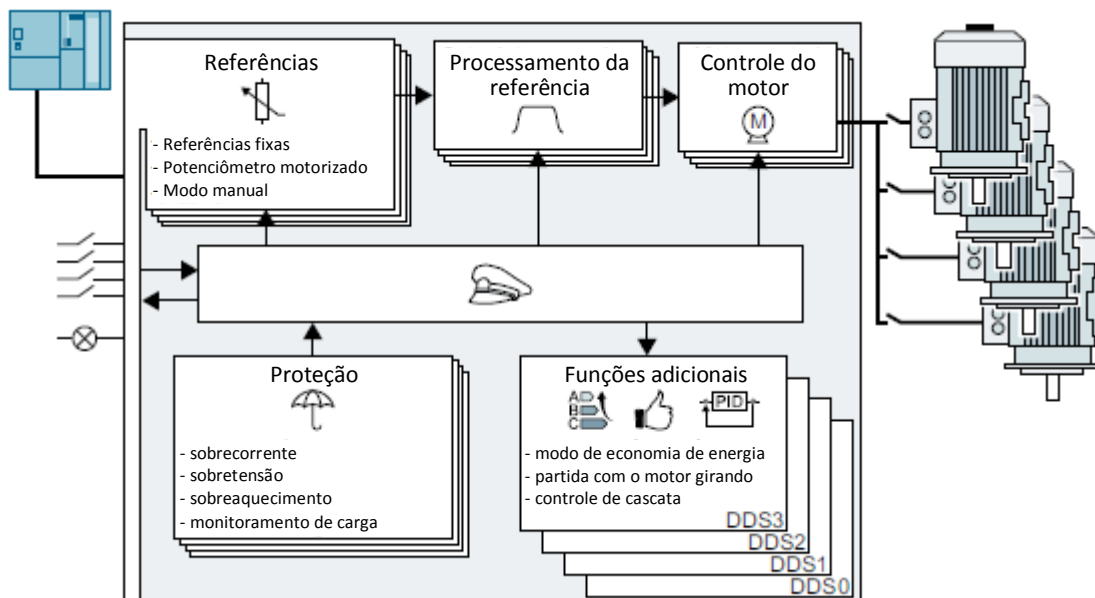 Referências
- Referências fixas
- Potenciômetro motorizado
- Modo manual
Processamento da
referência
Controle do
motor
M
Proteção
- sobrecorrente
- sobretensão
- sobreaquecimento
- monitoramento de carga
Funções adicionais
A
B
C
PID
- modo de economia de energia
- partida com o motor girando
- controle de cascata
DDS3
DDS2
DDS1
DDS0